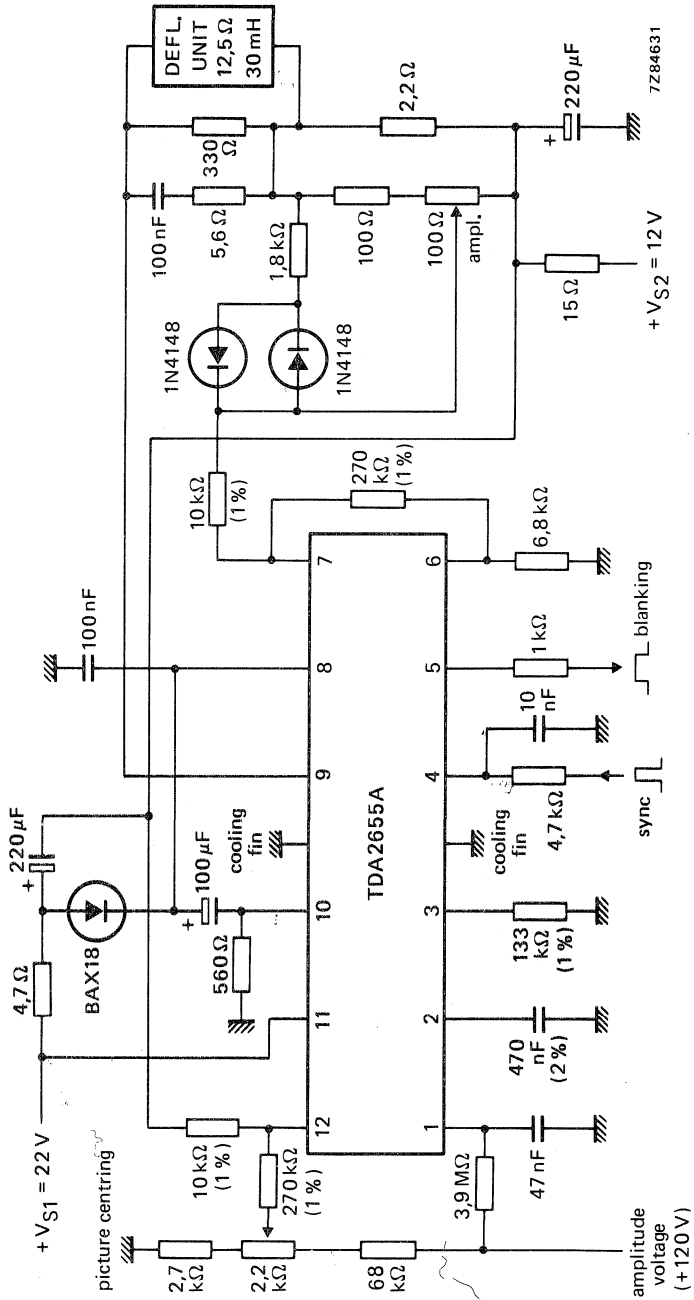 +VS1 = 22 V
4,7 Ω
220 µF
+
BAX18
100 µF
+
560 Ω
100 nF
cooling
fin
picture centring
2,7
kΩ
2,2
kΩ
68
kΩ
10 kΩ
(1%)
270 kΩ
(1%)
12
11
10
9
8
7
TDA2655A
1
2
3
4
5
6
3,9 MΩ
47 nF
470
nF
(2%)
133
kΩ
(1%)
cooling
fin
4,7 kΩ
10
nF
1 kΩ
6,8 kΩ
270
kΩ
(1%)
10 kΩ
(1%)
amplitude
voltage
(+120 V)
sync
blanking
1N4148
1N4148
1,8 kΩ
100 nF
5,6 Ω
330
Ω
DEFL.
UNIT
12,5 Ω
30 mH
100 Ω
100 Ω
ampl.
2,2 Ω
15 Ω
+VS2 = 12 V
+
220 µF
7Z84631